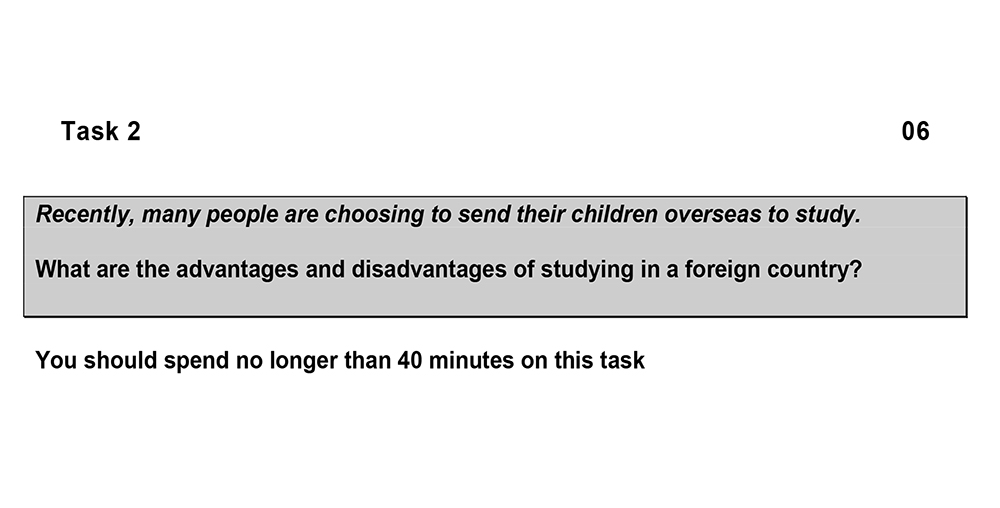 Task 2 06
Recently, many people are choosing to send their children overseas to study.
What are the advantages and disadvantages of studying in a foreign country?
You should spend no longer than 40 minutes on this task